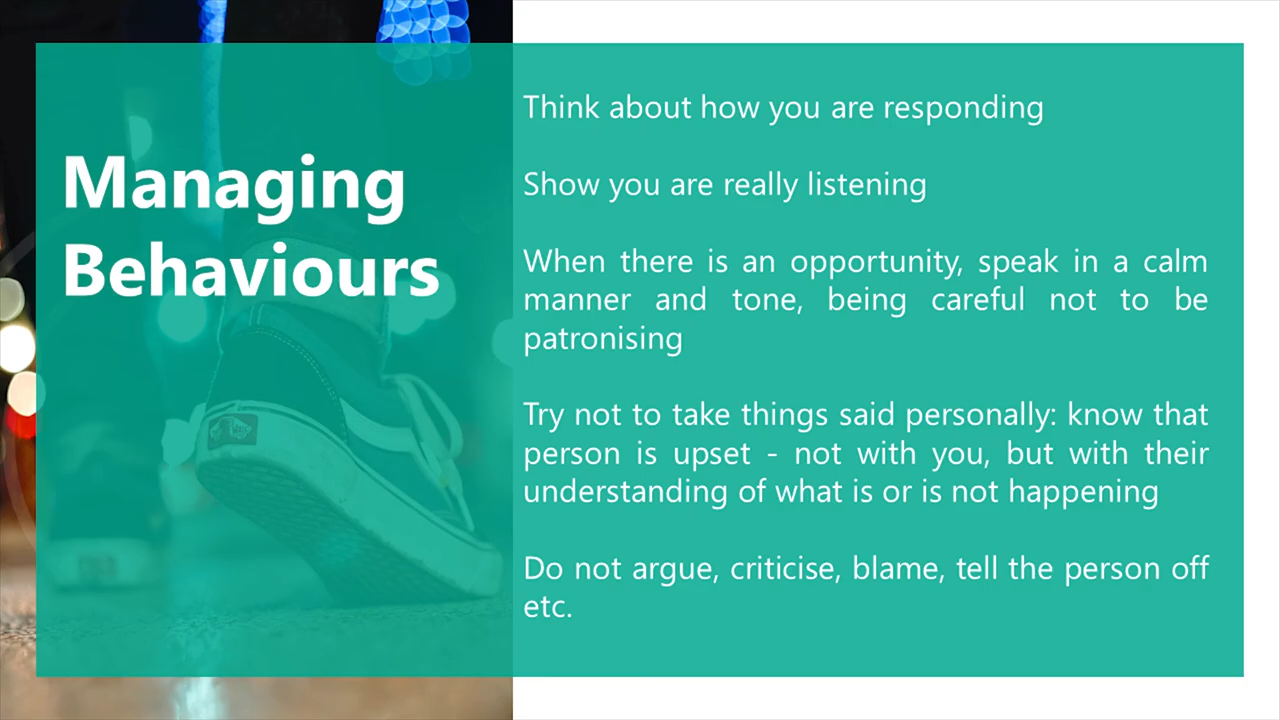 Managing
Behaviours
Think about how you are responding
Show you are really listening
When there is an opportunity, speak in a calm
manner and tone, being careful not to be
patronising
Try not to take things said personally: know that
person is upset - not with you, but with their
understanding of what is or is not happening
Do not argue, criticise, blame, tell the person off
etc.